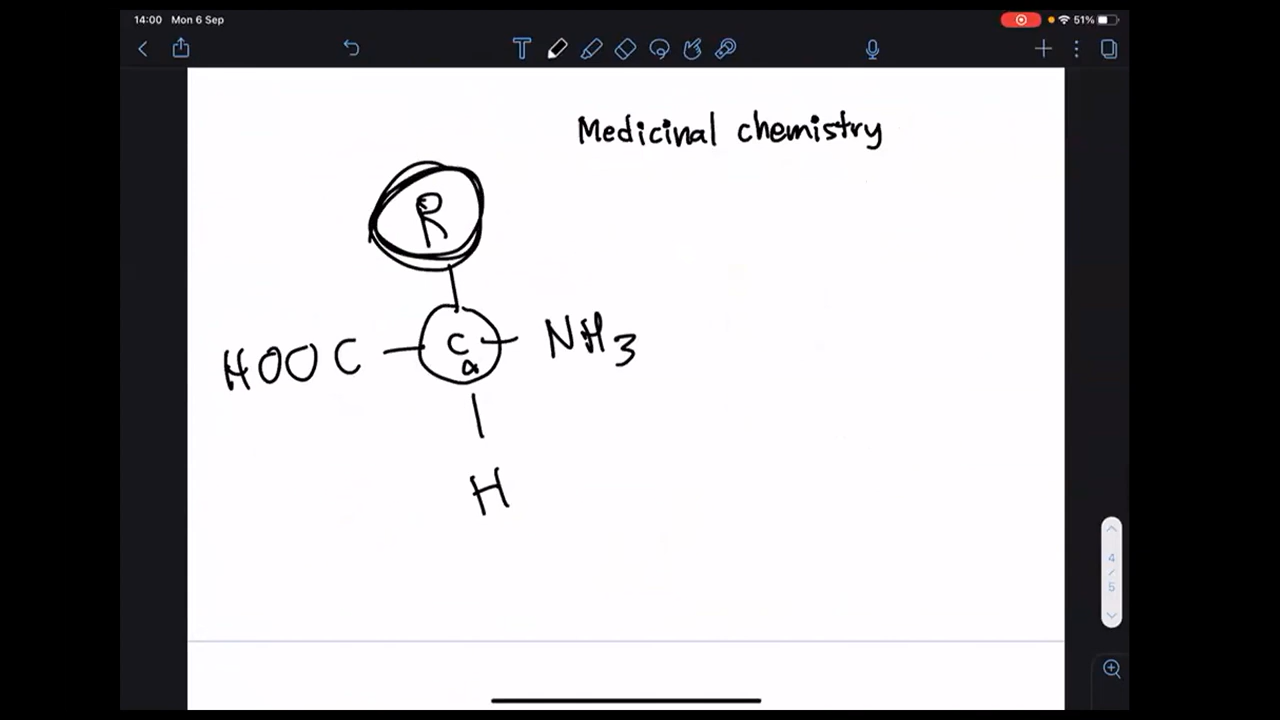 14:00 Mon 6 Sep
51%
T
Medicinal chemistry
R
HOOC - C - NH3
α
H
4
/
5